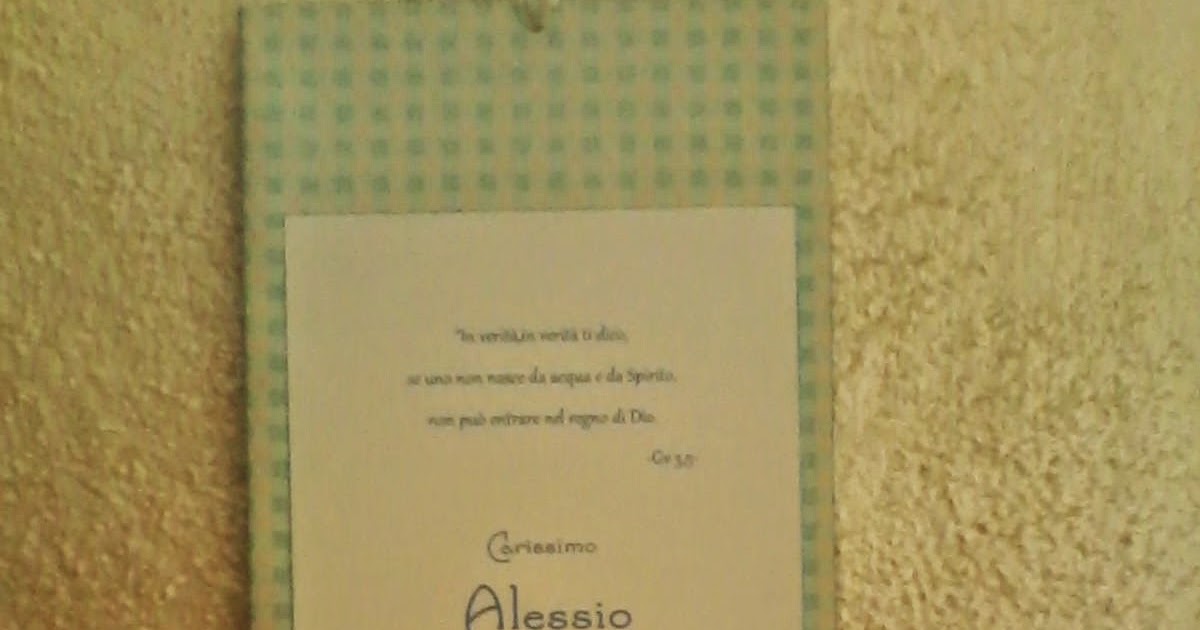 "In verità,in verità ti dico,
se uno non nasce da acqua e da Spirito,
non può entrare nel regno di Dio.
-Gv 3,5-
Carissimo
Alessio